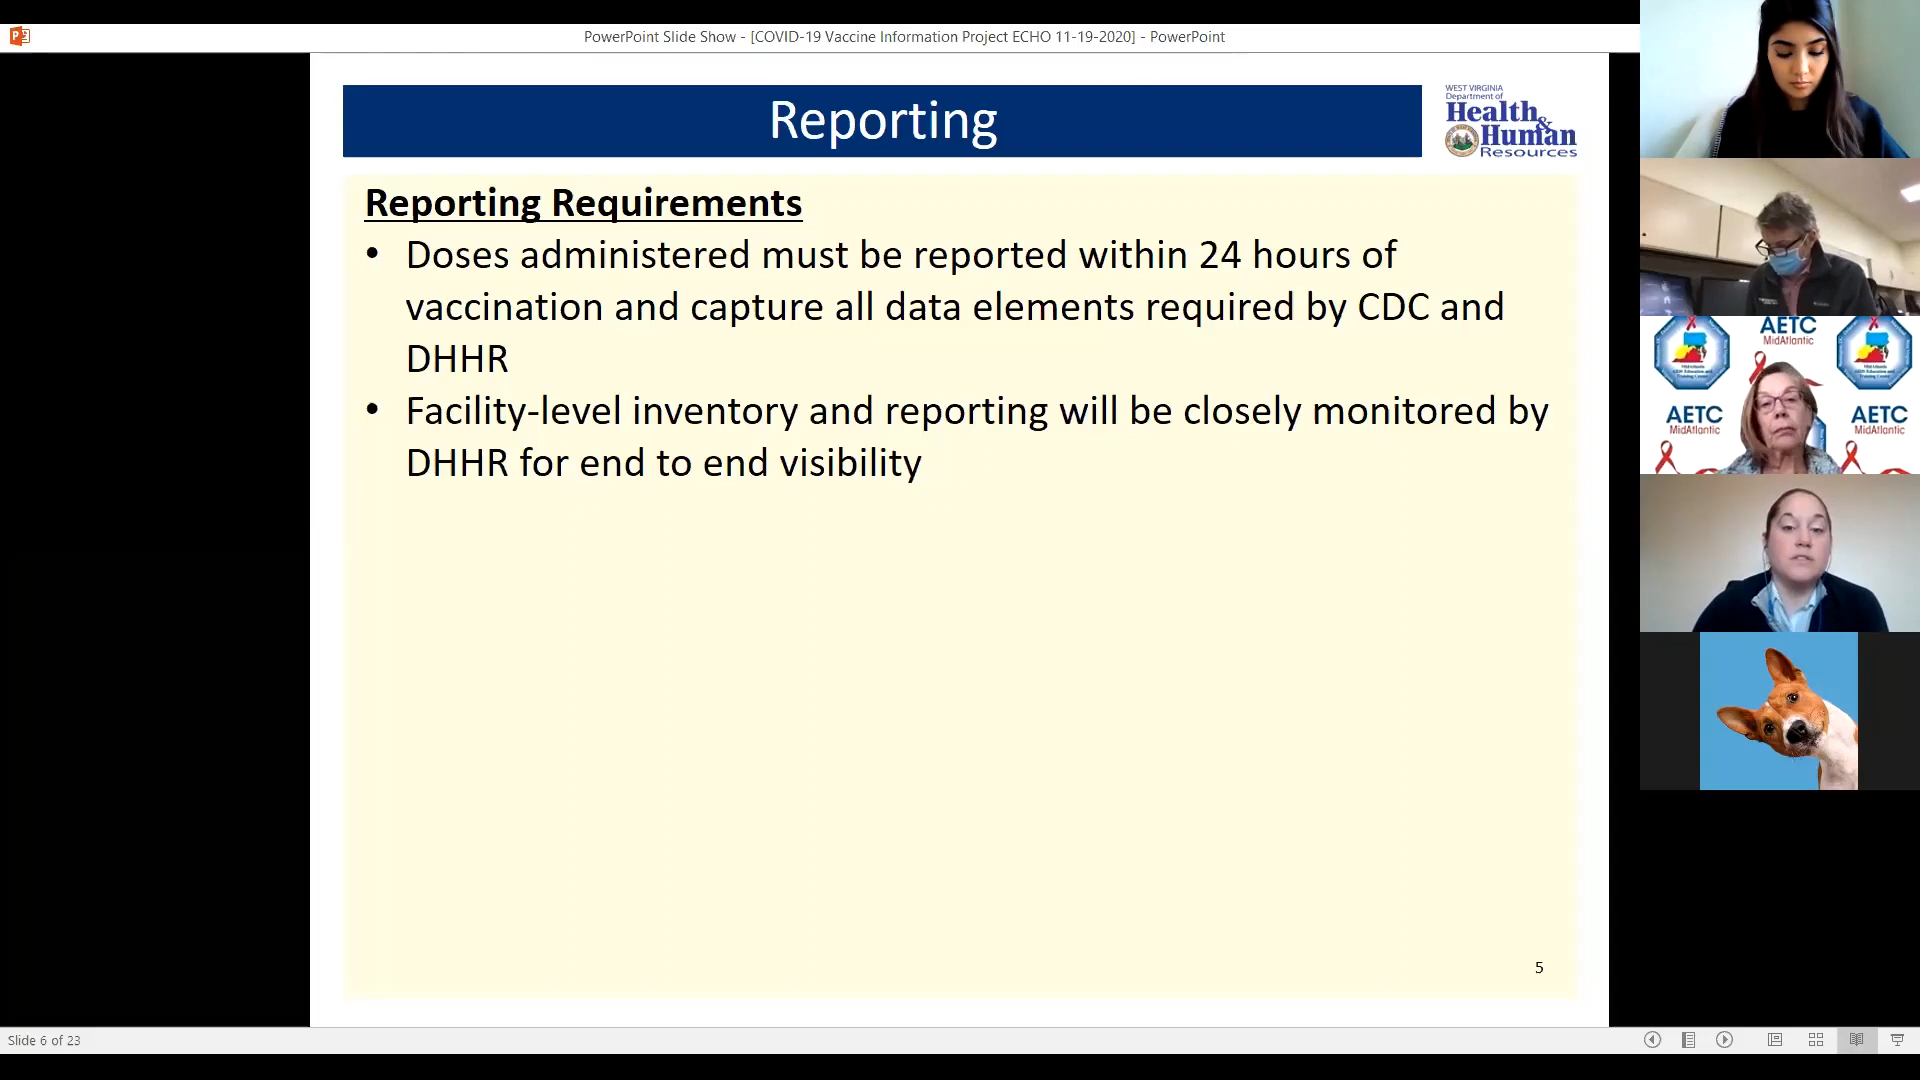 PowerPoint Slide Show - [COVID-19 Vaccine Information Project ECHO 11-19-2020] - PowerPoint
Reporting
WEST VIRGINIA
Department of
Health &
Human
Resources
Reporting Requirements
• Doses administered must be reported within 24 hours of
vaccination and capture all data elements required by CDC and
DHHR
• Facility-level inventory and reporting will be closely monitored by
DHHR for end to end visibility
5
Slide 6 of 23
AETC
MidAtlantic
AETC
MidAtlantic
AETC
MidAtlantic